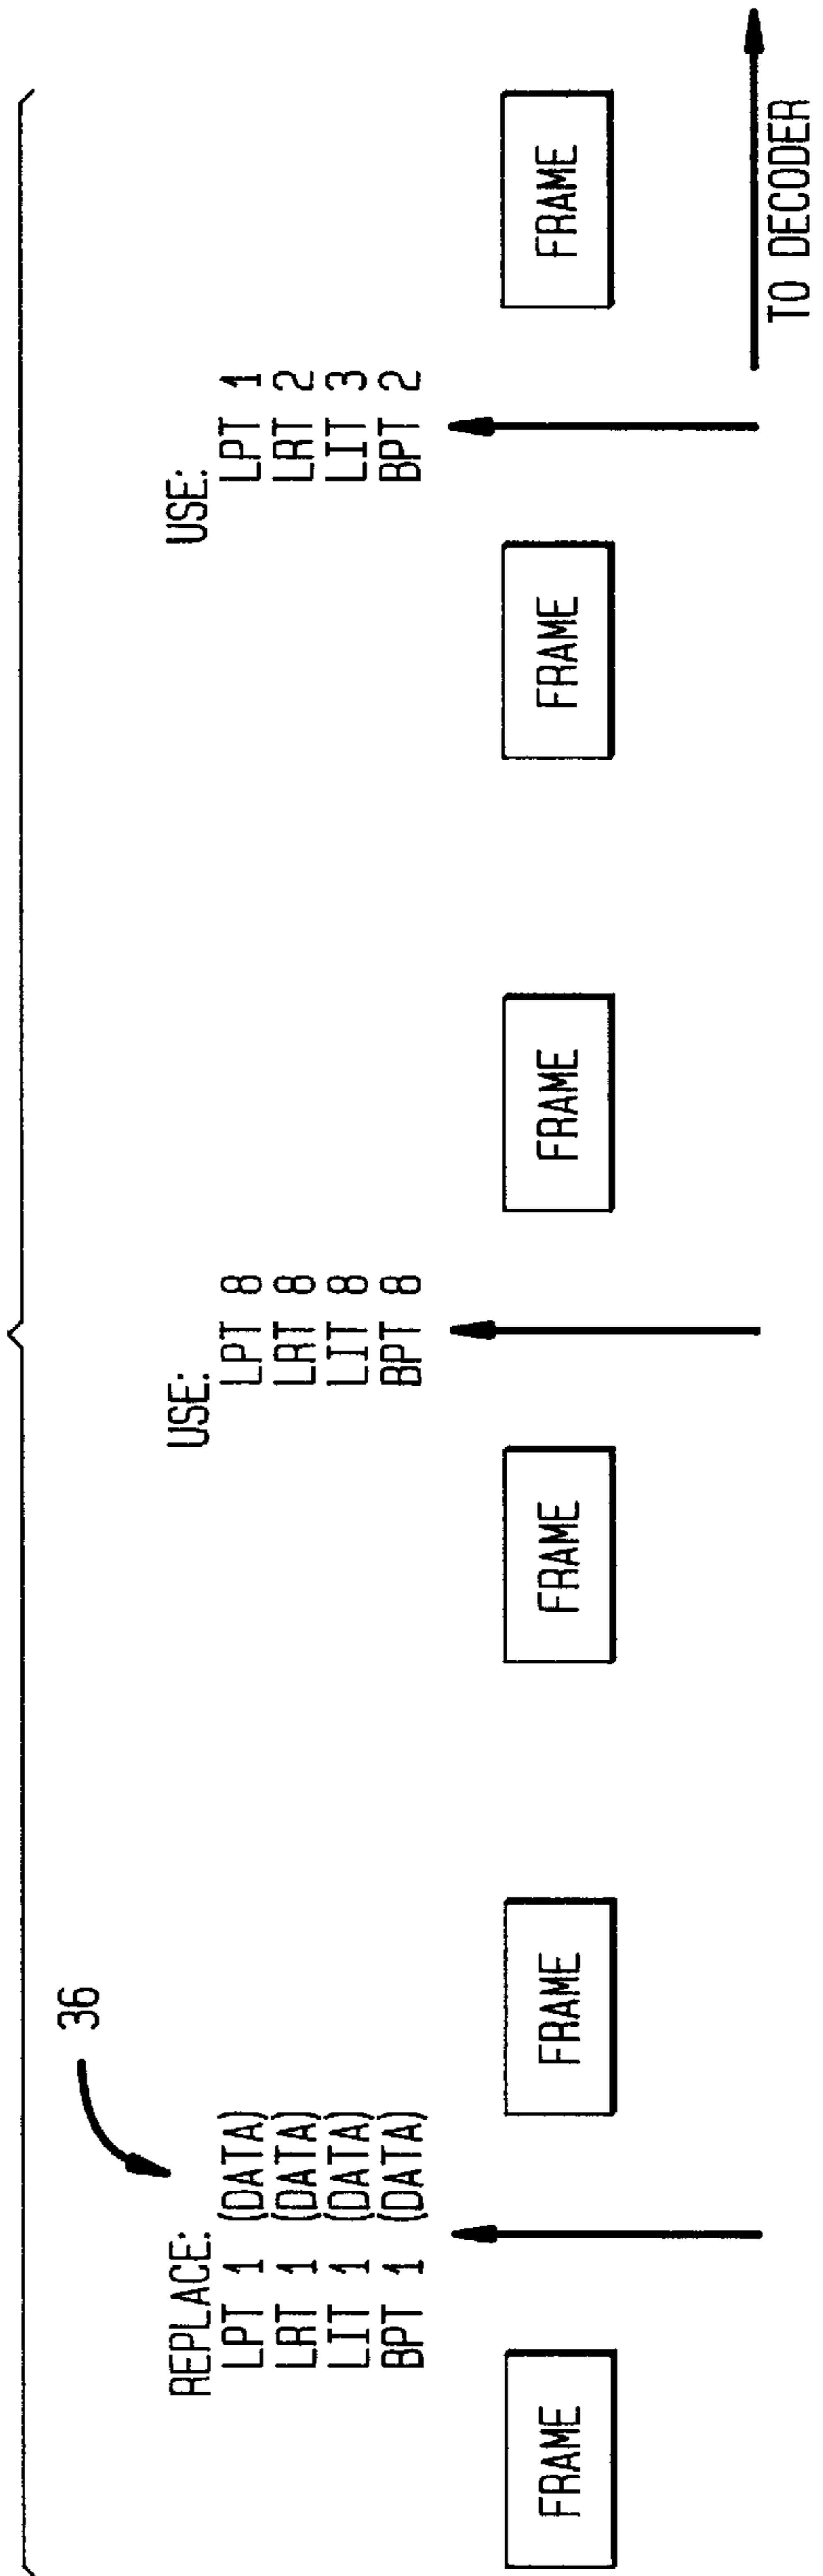 36
REPLACE:
LPT 1 (DATA)
LRT 1 (DATA)
LIT 1 (DATA)
BPT 1 (DATA)
USE:
LPT 8
LRT 8
LIT 8
BPT 8
USE:
LPT 1
LRT 2
LIT 3
BPT 2
FRAME
FRAME
FRAME
FRAME
FRAME
FRAME
TO DECODER